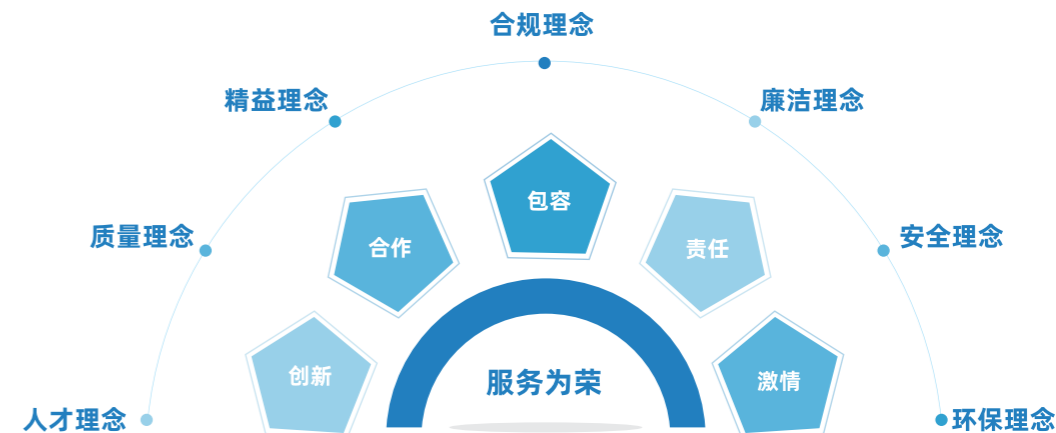 合规理念
精益理念
廉洁理念
质量理念
安全理念
人才理念
环保理念
包容
合作
责任
创新
激情
服务为荣